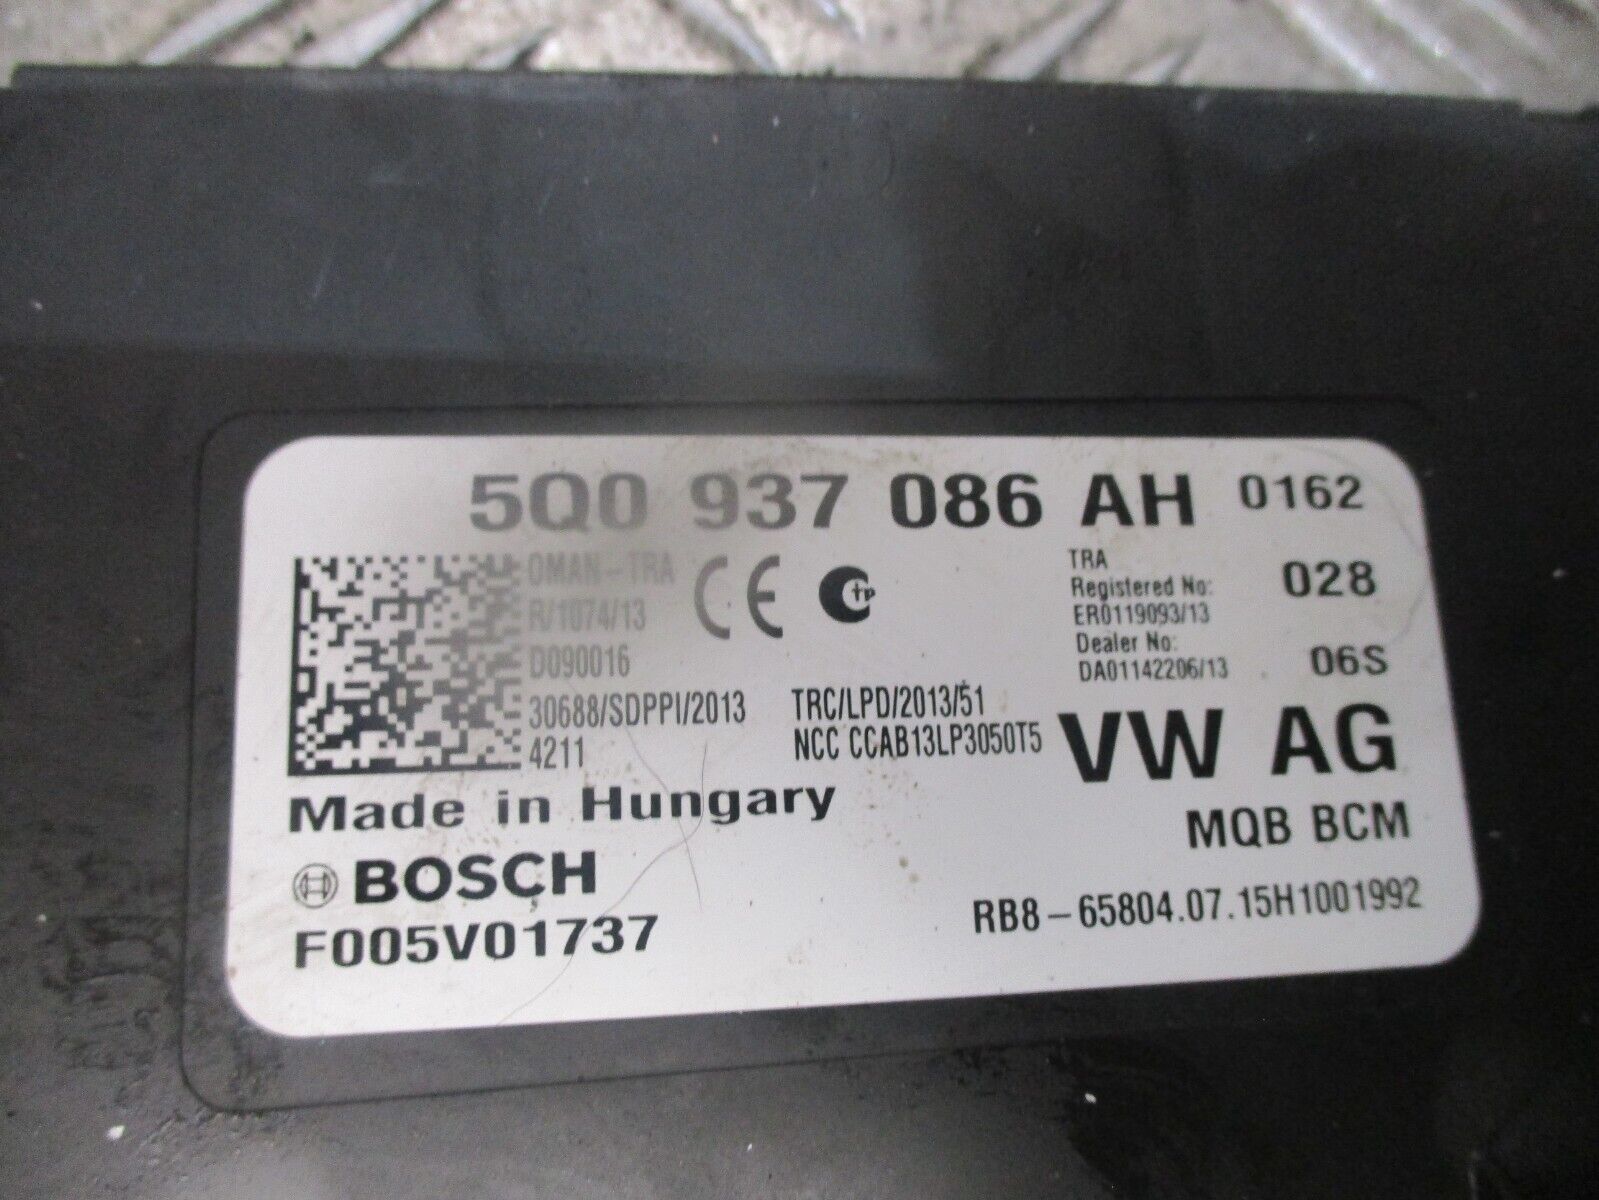 5Q0 937 086 AH 0162
OMAN-TRA
R/1074/13
D090016
30688/SDPPI/2013
4211
CE
TRC/LPD/2013/51
NCC CCAB13LP3050T5
TRA
Registered No:
ER0119093/13
Dealer No:
DA01142206/13
028
06S
VW AG
MQB BCM
Made in Hungary
BOSCH
F005V01737
RB8-65804.07.15H1001992